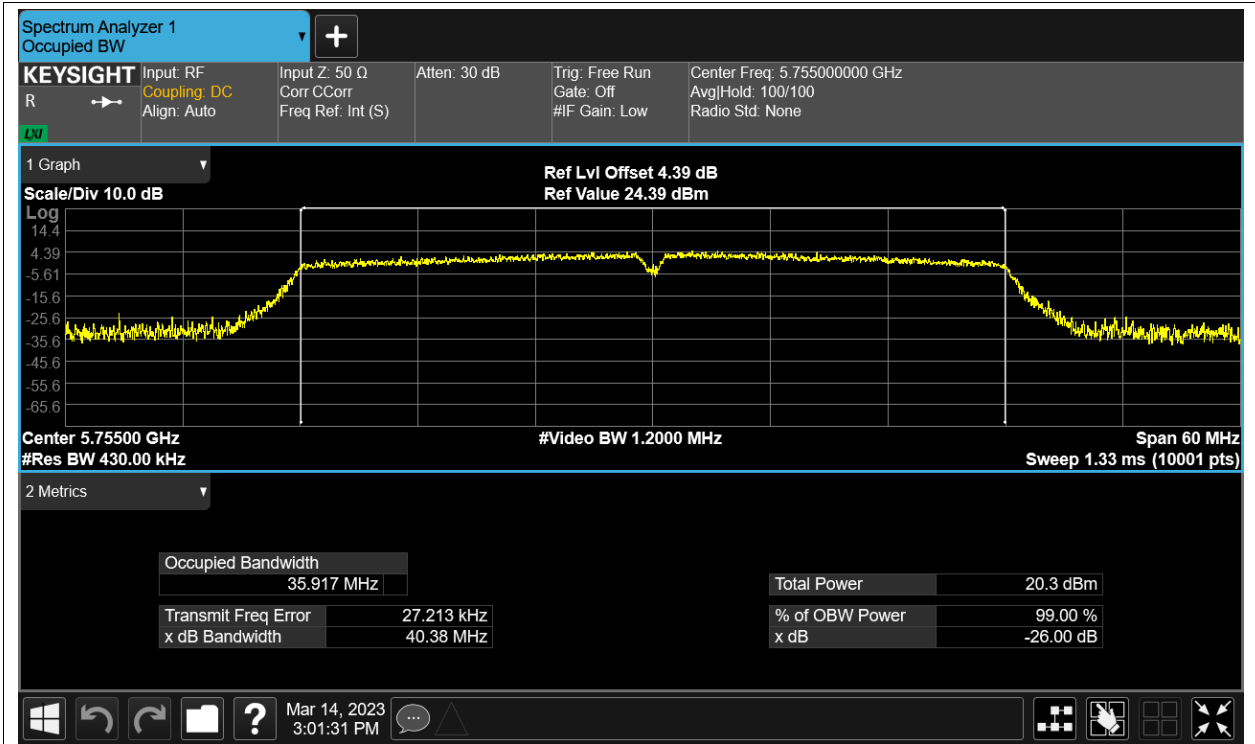 Spectrum Analyzer 1
Occupied BW
KEYSIGHT
R
LXI
Input: RF
Coupling: DC
Align: Auto
Input Z: 50 Ω
Corr CCorr
Freq Ref: Int (S)
Atten: 30 dB
Trig: Free Run
Gate: Off
#IF Gain: Low
Center Freq: 5.755000000 GHz
Avg|Hold: 100/100
Radio Std: None
1 Graph
Scale/Div 10.0 dB
Ref Lvl Offset 4.39 dB
Ref Value 24.39 dBm
Log
14.4
4.39
-5.61
-15.6
-25.6
-35.6
-45.6
-55.6
-65.6
Center 5.75500 GHz
#Video BW 1.2000 MHz
Span 60 MHz
#Res BW 430.00 kHz
Sweep 1.33 ms (10001 pts)
2 Metrics
Occupied Bandwidth
35.917 MHz
Total Power 20.3 dBm
Transmit Freq Error 27.213 kHz
% of OBW Power 99.00 %
x dB Bandwidth 40.38 MHz
x dB -26.00 dB
?
Mar 14, 2023
3:01:31 PM